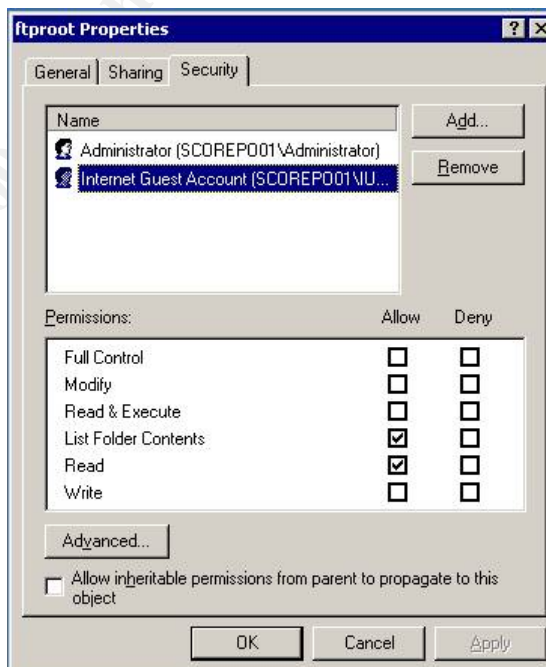 ftproot Properties
General Sharing Security
Name
Add...
Administrator (SCOREPO01\Administrator)
Internet Guest Account (SCOREPO01\IU...
Remove
Permissions: Allow Deny
Full Control
Modify
Read & Execute
List Folder Contents
Read
Write
Advanced...
Allow inheritable permissions from parent to propagate to this
object
OK Cancel Apply